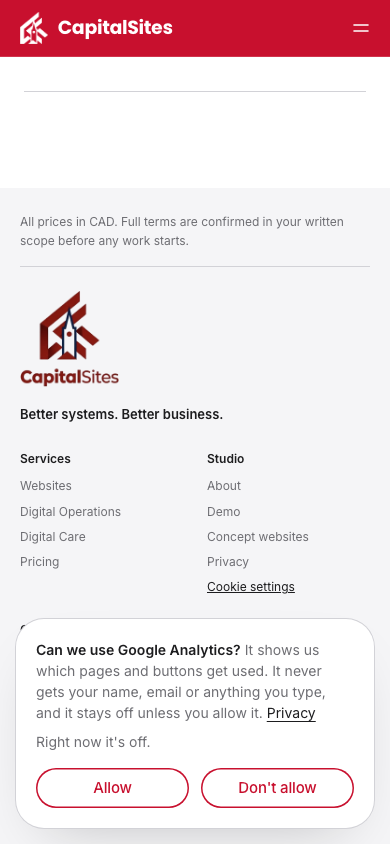 CapitalSites
All prices in CAD. Full terms are confirmed in your written
scope before any work starts.
CapitalSites
Better systems. Better business.
Services
Studio
Websites
About
Digital Operations
Demo
Digital Care
Concept websites
Pricing
Privacy
Cookie settings
Can we use Google Analytics? It shows us
which pages and buttons get used. It never
gets your name, email or anything you type,
and it stays off unless you allow it. Privacy
Right now it's off.
Allow
Don't allow